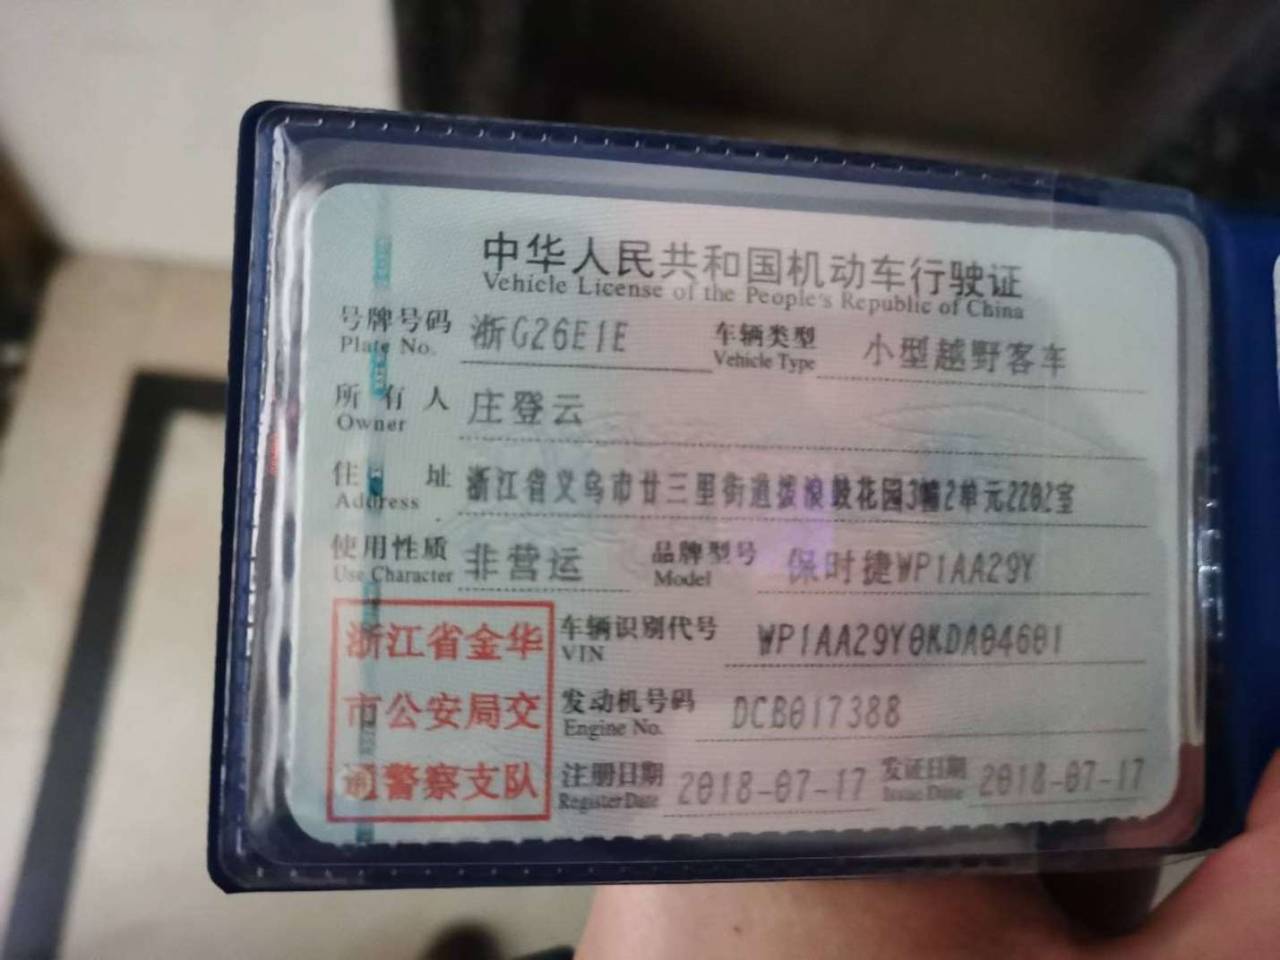 中华人民共和国机动车行驶证
Vehicle License of the People's Republic of China
号牌号码 浙G26E1E 车辆类型 小型越野客车
Plate No. Vehicle Type
所有人 庄登云
Owner
住址 浙江省义乌市廿三里街道拨浪鼓花园3幢2单元2202室
Address
使用性质 非营运 品牌型号 保时捷WP1AA29Y
Use Character Model
浙江省金华 车辆识别代号 WP1AA29Y0KDA04601
VIN
市公安局交 发动机号码 DCB017388
Engine No.
通警察支队 注册日期 2018-07-17 发证日期 2018-07-17
Register Date Issue Date